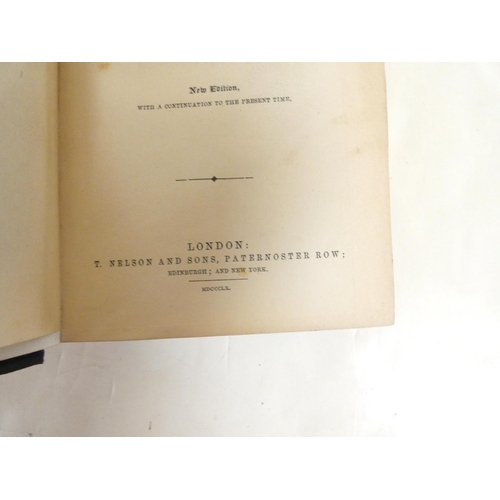 New Edition,
WITH A CONTINUATION TO THE PRESENT TIME,
LONDON:
T. NELSON AND SONS, PATERNOSTER ROW:
EDINBURGH; AND NEW YORK.
MDCCCLX.